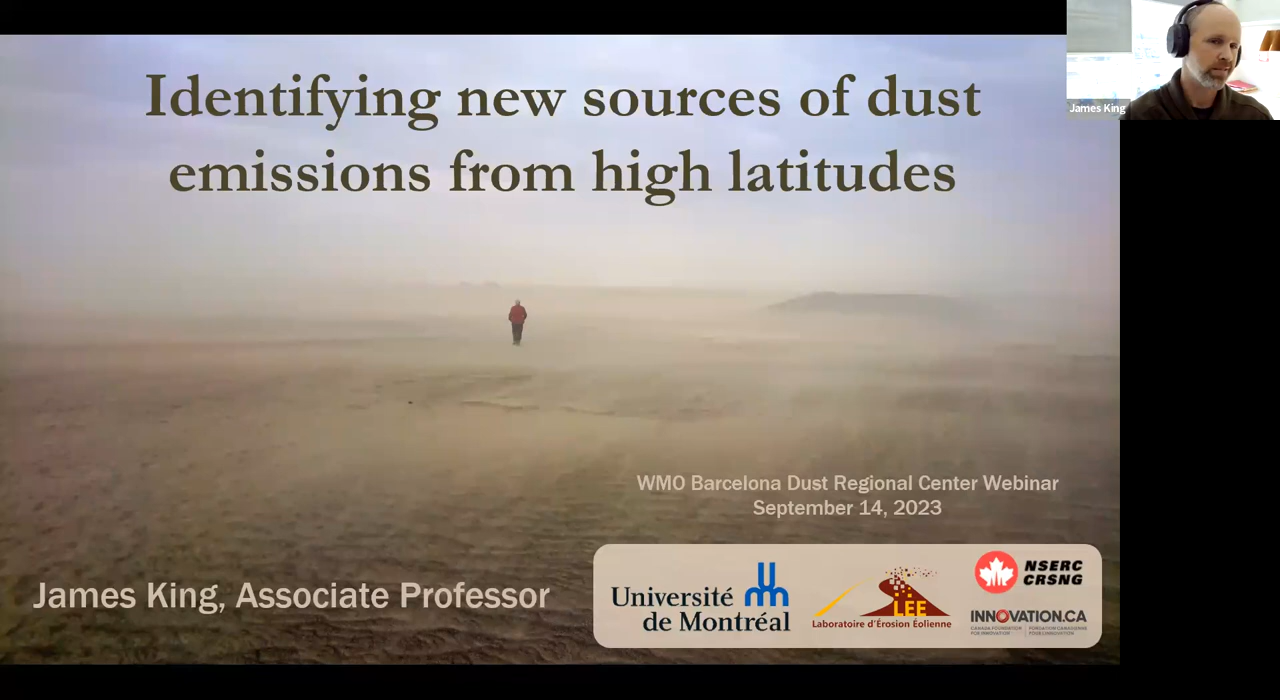 Identifying new sources of dust
emissions from high latitudes
James King
WMO Barcelona Dust Regional Center Webinar
September 14, 2023
James King, Associate Professor
Université
de Montréal
LEE
Laboratoire d'Érosion Éolienne
NSERC
CRSNG
INNOVATION.CA
CANADA FOUNDATION
FOR INNOVATION
FONDATION CANADIENNE
POUR L'INNOVATION